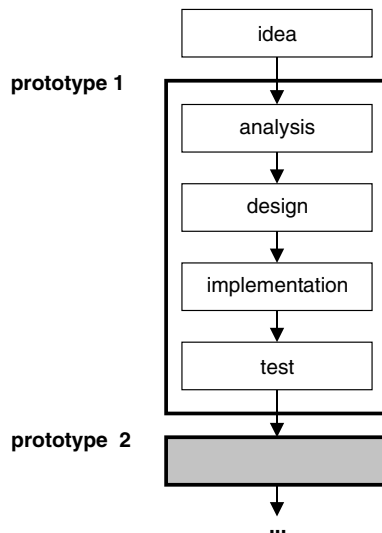 idea
prototype 1
analysis
design
implementation
test
prototype 2
...